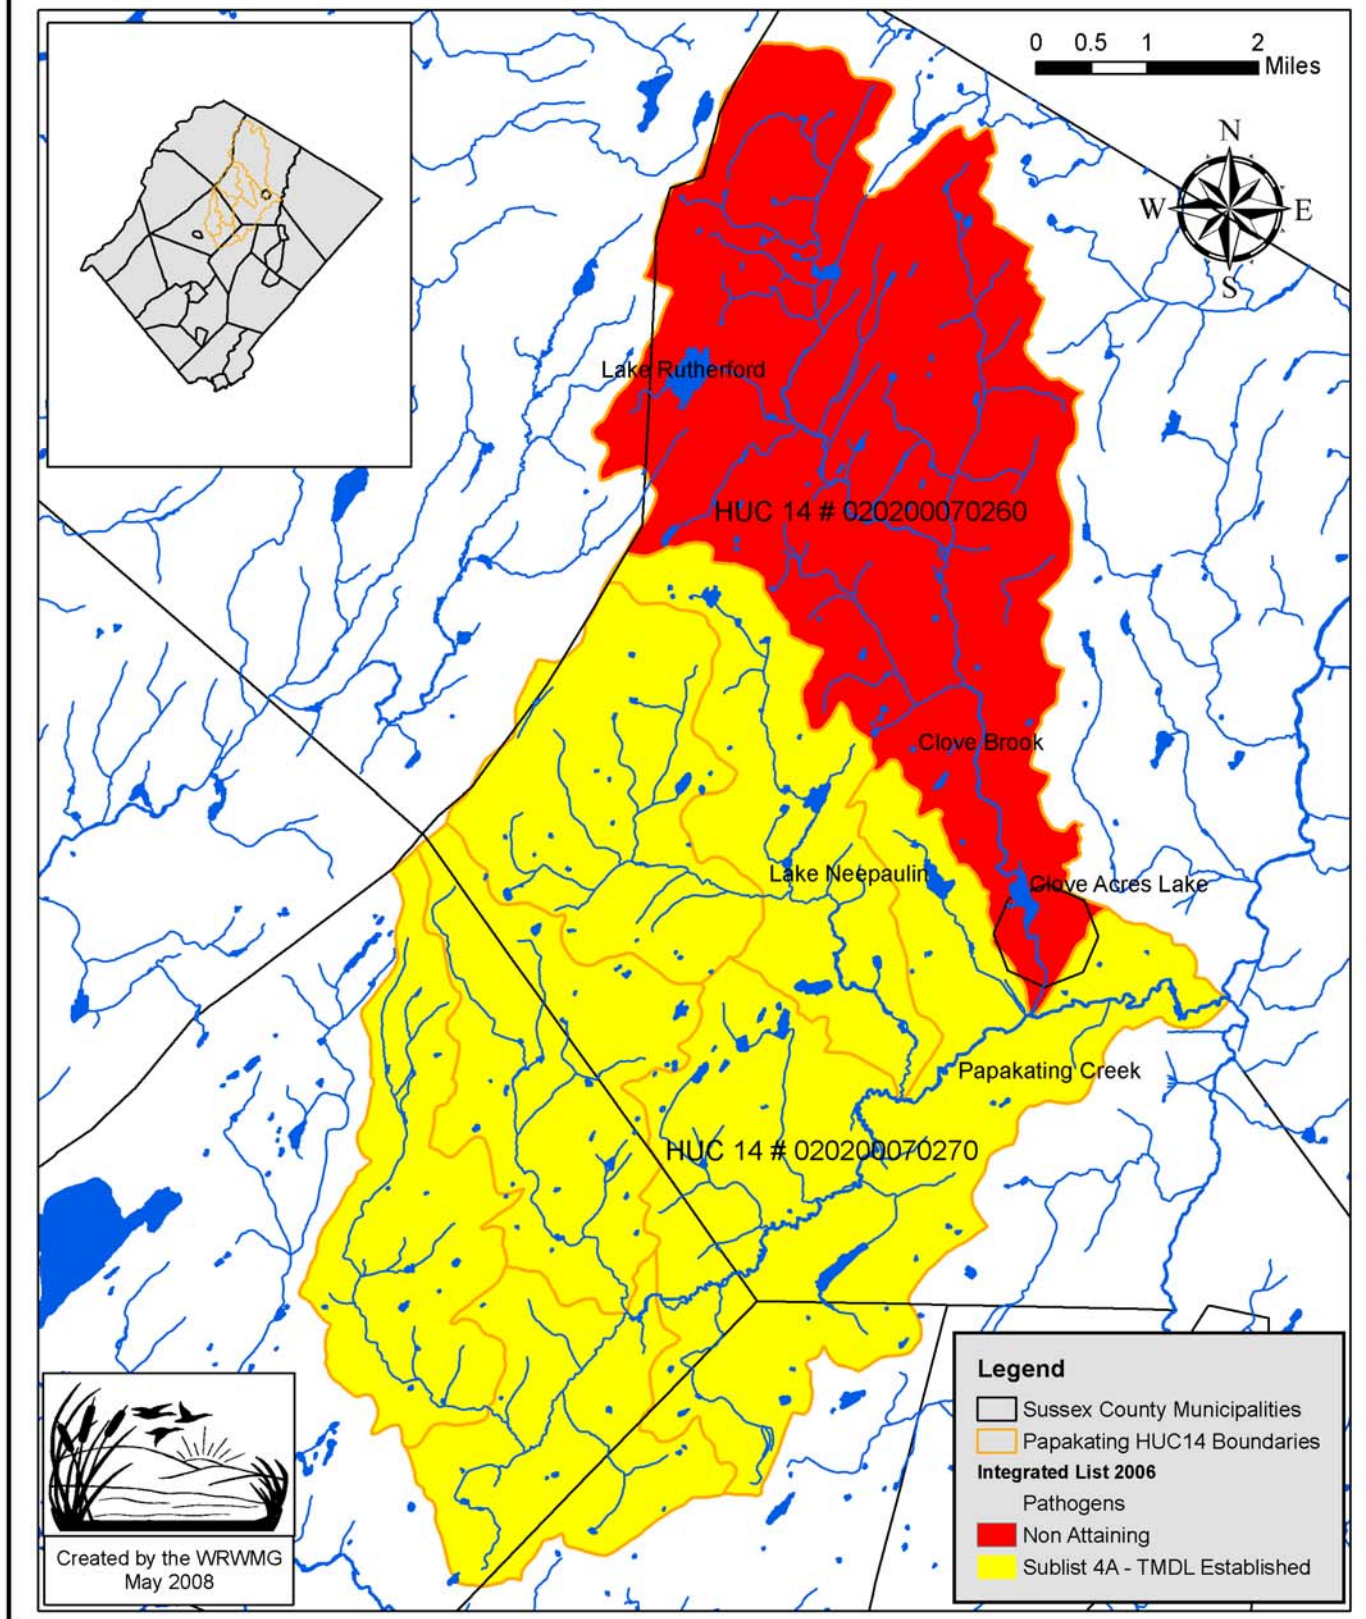 0 0.5 1 2
Miles
N
W E
S
Lake Rutherford
HUC 14 # 020200070260
Clove Brook
Lake Neepaulin
Clove Acres Lake
Papakating Creek
HUC 14 # 020200070270
Legend
Sussex County Municipalities
Papakating HUC14 Boundaries
Integrated List 2006
Pathogens
Non Attaining
Sublist 4A - TMDL Established
Created by the WRWMG
May 2008